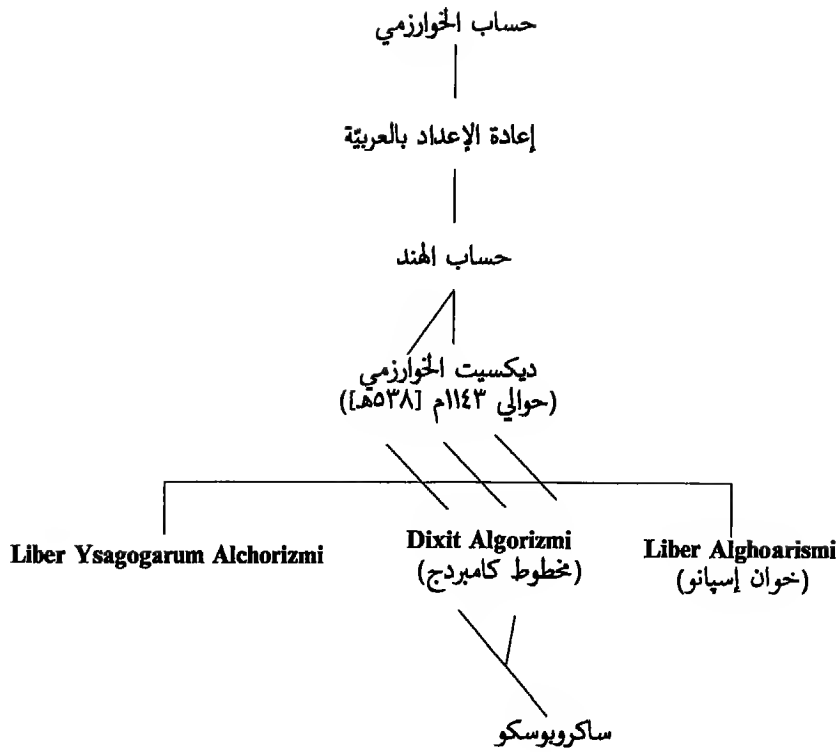 حساب الخوارزمي
إعادة الإعداد بالعربيّة
حساب الهند
ديكسيت الخوارزمي
(حوالي ١١٤٣م [٥٣٨هـ])
Liber Ysagogarum Alchorizmi
Dixit Algorizmi
(مخطوط كامبردج)
Liber Alghoarismi
(خوان إسپانو)
ساكروبوسكو